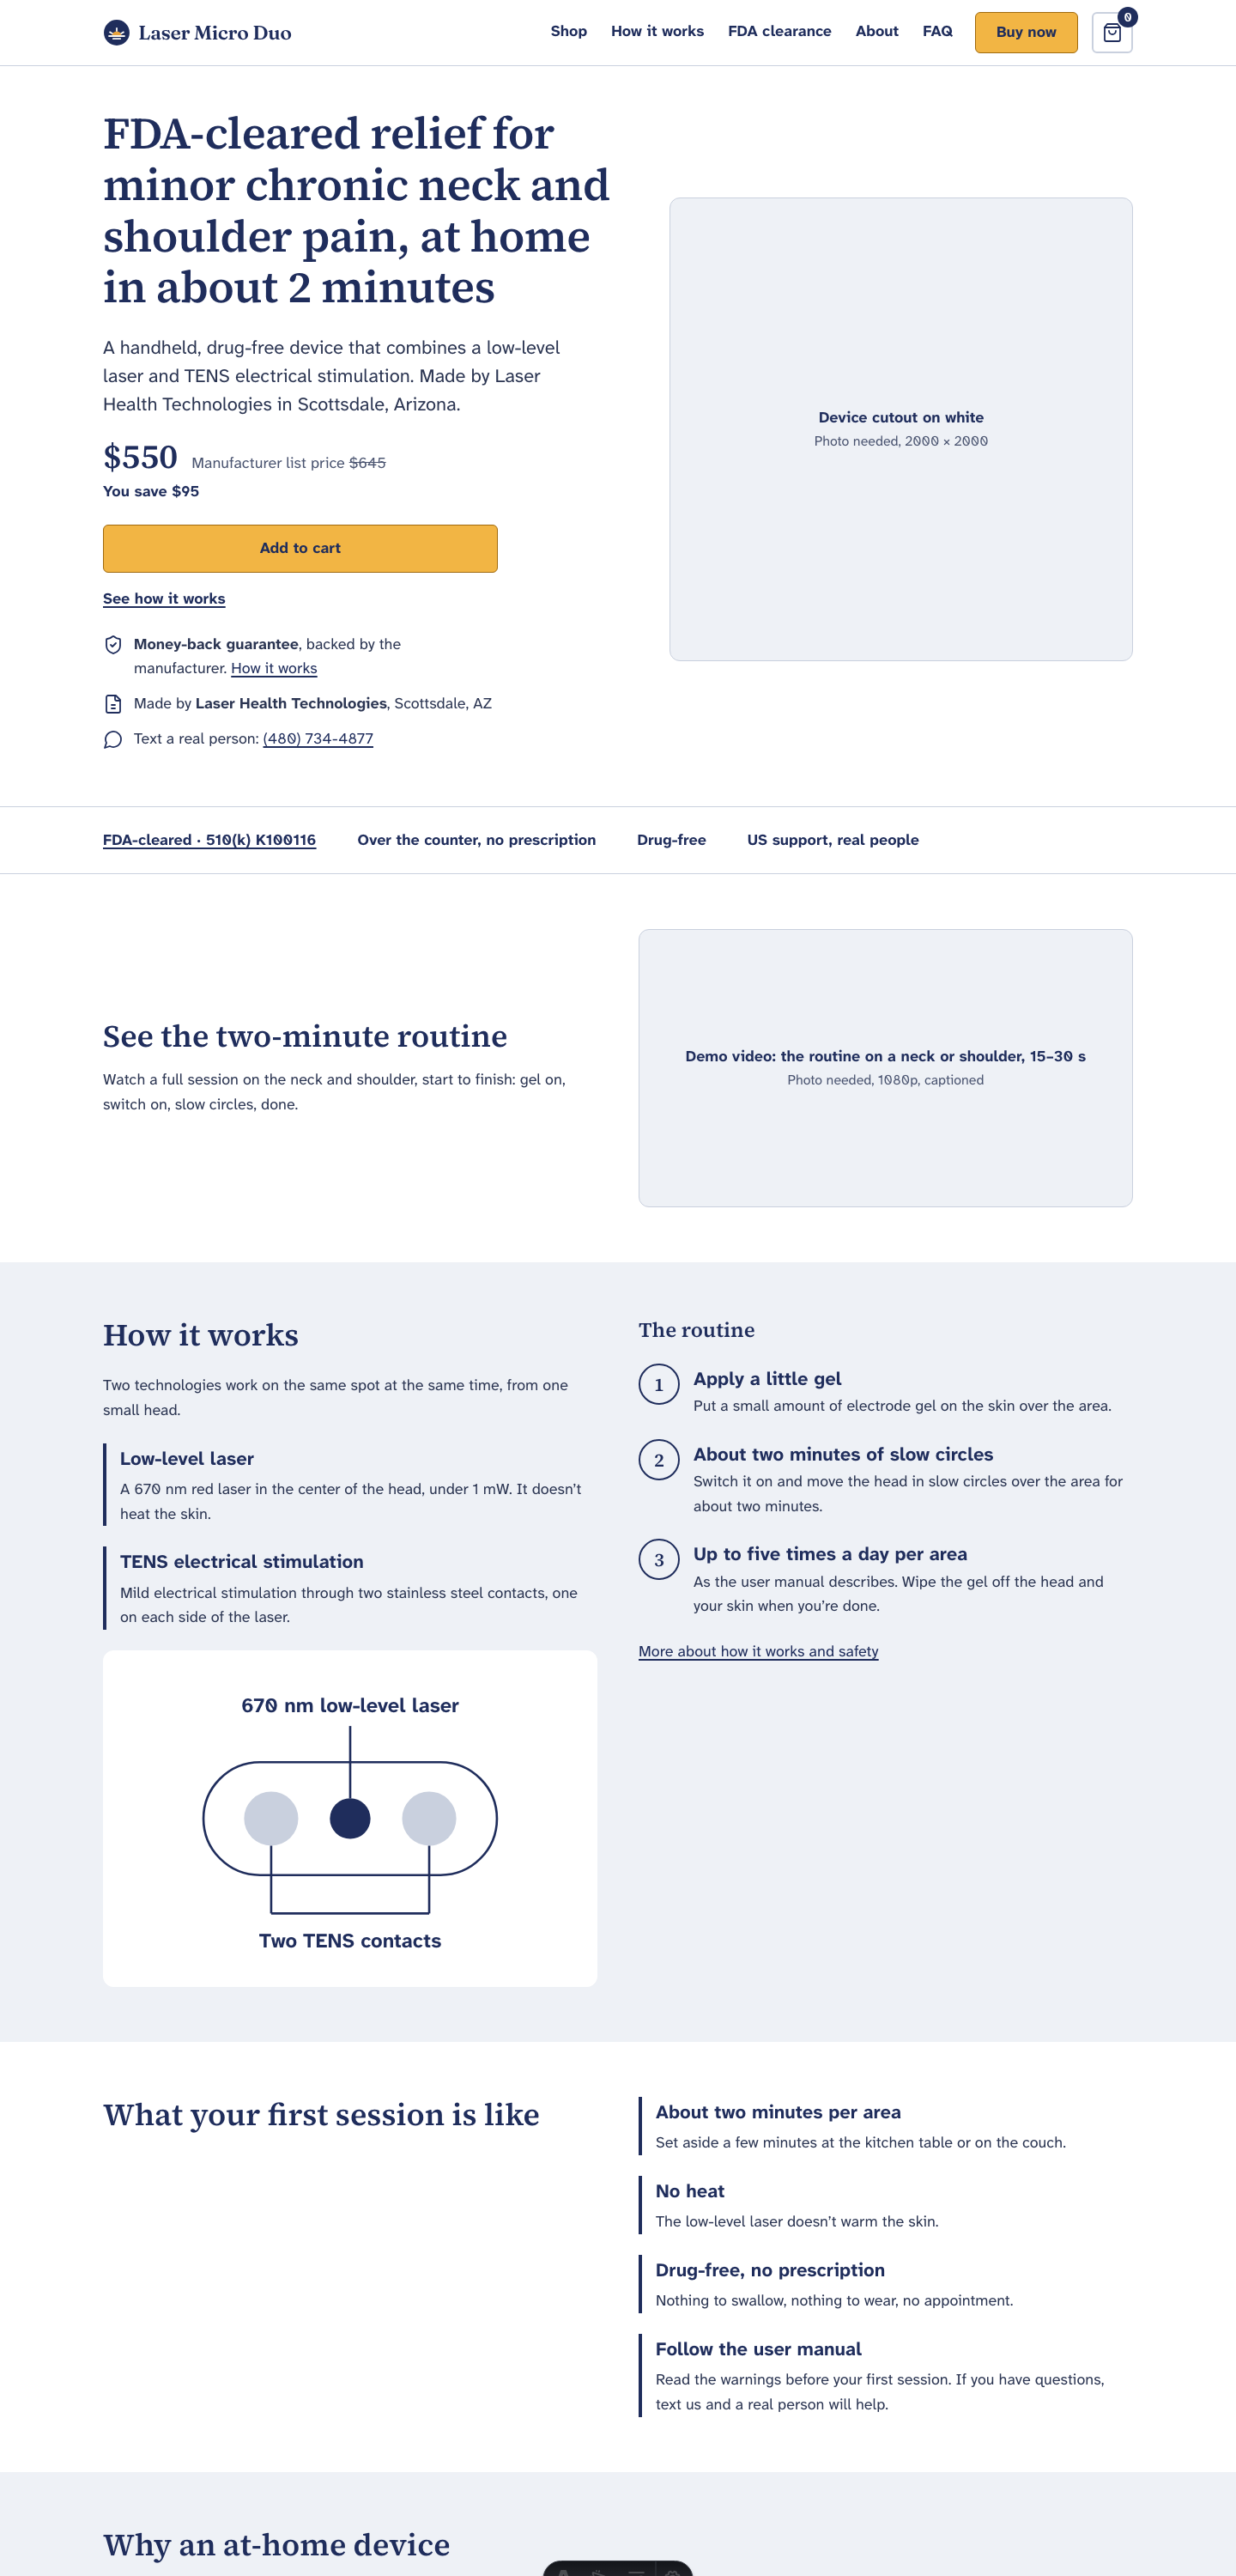 Laser Micro Duo
Shop
How it works
FDA clearance
About
FAQ
Buy now
0
FDA-cleared relief for
minor chronic neck and
shoulder pain, at home
in about 2 minutes
A handheld, drug-free device that combines a low-level
laser and TENS electrical stimulation. Made by Laser
Health Technologies in Scottsdale, Arizona.
$550 Manufacturer list price $645
You save $95
Add to cart
See how it works
Money-back guarantee, backed by the
manufacturer. How it works
Made by Laser Health Technologies, Scottsdale, AZ
Text a real person: (480) 734-4877
Device cutout on white
Photo needed, 2000 × 2000
FDA-cleared · 510(k) K100116
Over the counter, no prescription
Drug-free
US support, real people
See the two-minute routine
Watch a full session on the neck and shoulder, start to finish: gel on,
switch on, slow circles, done.
Demo video: the routine on a neck or shoulder, 15–30 s
Photo needed, 1080p, captioned
How it works
Two technologies work on the same spot at the same time, from one
small head.
Low-level laser
A 670 nm red laser in the center of the head, under 1 mW. It doesn’t
heat the skin.
TENS electrical stimulation
Mild electrical stimulation through two stainless steel contacts, one
on each side of the laser.
670 nm low-level laser
Two TENS contacts
The routine
1
Apply a little gel
Put a small amount of electrode gel on the skin over the area.
2
About two minutes of slow circles
Switch it on and move the head in slow circles over the area for
about two minutes.
3
Up to five times a day per area
As the user manual describes. Wipe the gel off the head and
your skin when you’re done.
More about how it works and safety
What your first session is like
About two minutes per area
Set aside a few minutes at the kitchen table or on the couch.
No heat
The low-level laser doesn’t warm the skin.
Drug-free, no prescription
Nothing to swallow, nothing to wear, no appointment.
Follow the user manual
Read the warnings before your first session. If you have questions,
text us and a real person will help.
Why an at-home device